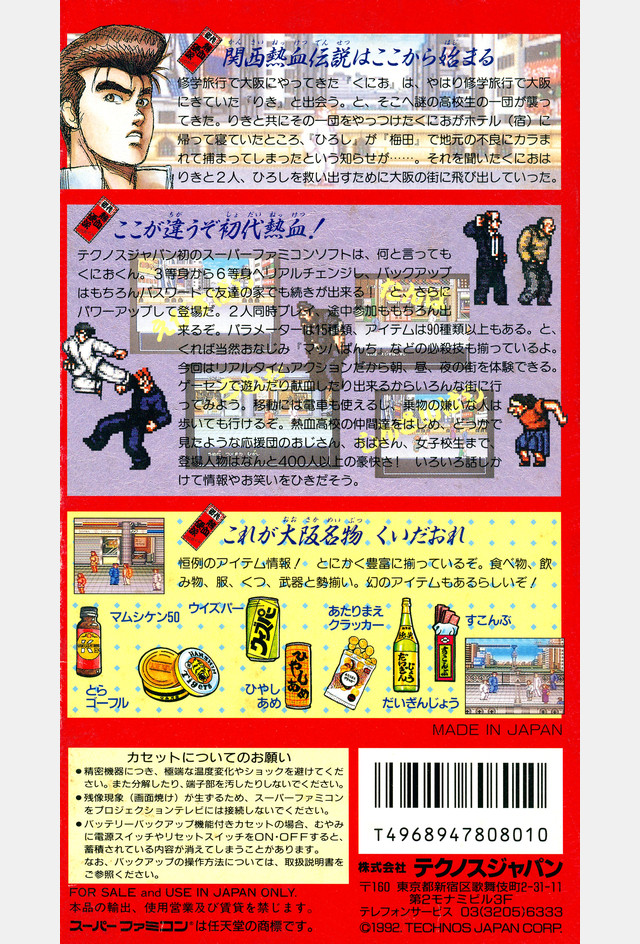 関西熱血伝説はここから始まる
かん さい ねっ けつ でん せつ
はじ
修学旅行で大阪にやってきた『くにお』は、やはり修学旅行で大阪
にきていた『りき』と出会う。と、そこへ謎の高校生の一団が襲っ
てきた。りきと共にその一団をやっつけたくにおがホテル（宿）に
帰って寝ていたところ、『ひろし』が『梅田』で地元の不良にカラま
れて捕まってしまったという知らせが……。それを聞いたくにおは
りきと２人、ひろしを救い出すために大阪の街に飛び出していった。
ここが違うぞ初代熱血！
ちが しょ だい ねっ けつ
テクノスジャパン初のスーパーファミコンソフトは、何と言っても
くにおくん。３等身から６等身へリアルチェンジし、バックアップ
はもちろんパスワードで友達の家でも続きが出来る！ と、さらに
パワーアップして登場だ。２人同時プレイ、途中参加ももちろん出
来るぞ。パラメーターは15種類、アイテムは90種類以上もある。と、
くれば当然おなじみ『マッハぱんち』などの必殺技も揃っているよ。
今回はリアルタイムアクションだから朝、昼、夜の街を体験できる。
ゲーセンで遊んだり献血したり出来るからいろんな街に行
ってみよう。移動には電車も使えるし、乗物の嫌いな人は
歩いても行けるぞ。熱血高校の仲間達をはじめ、どっかで
見たような応援団のおじさん、おばさん、女子校生まで、
登場人物はなんと400人以上の豪快さ！ いろいろ話しか
けて情報やお笑いをひきだそう。
これが大阪名物 くいだおれ
おお さか めい ぶつ
恒例のアイテム情報！ とにかく豊富に揃っているぞ。食べ物、飲
み物、服、くつ、武器と勢揃い。幻のアイテムもあるらしいぞ！
マムシケン50
ウイズバー
あたりまえ
クラッカー
すこんぶ
とら
ゴーフル
ひやし
あめ
だいぎんじょう
MADE IN JAPAN
カセットについてのお願い
●精密機器につき、極端な温度変化やショックを避けてくだ
さい。また分解したり、端子部を汚したりしないでください。
●残像現象（画面焼け）が生ずるため、スーパーファミコン
をプロジェクションテレビには接続しないでください。
●バッテリーバックアップ機能付きカセットの場合、むやみ
に電源スイッチやリセットスイッチをON・OFFすると、
蓄積されている内容が消えてしまうことがあります。
なお、バックアップの操作方法については、取扱説明書を
ご参照ください。
T4968947808010
株式会社 テクノスジャパン
〒160 東京都新宿区歌舞伎町2-31-11
第2モナミビル3F
テレフォンサービス 03(3205)6333
©1992 TECHNOS JAPAN CORP.
FOR SALE and USE IN JAPAN ONLY.
本品の輸出、使用営業及び賃貸を禁じます。
スーパーファミコン®は任天堂の商標です。